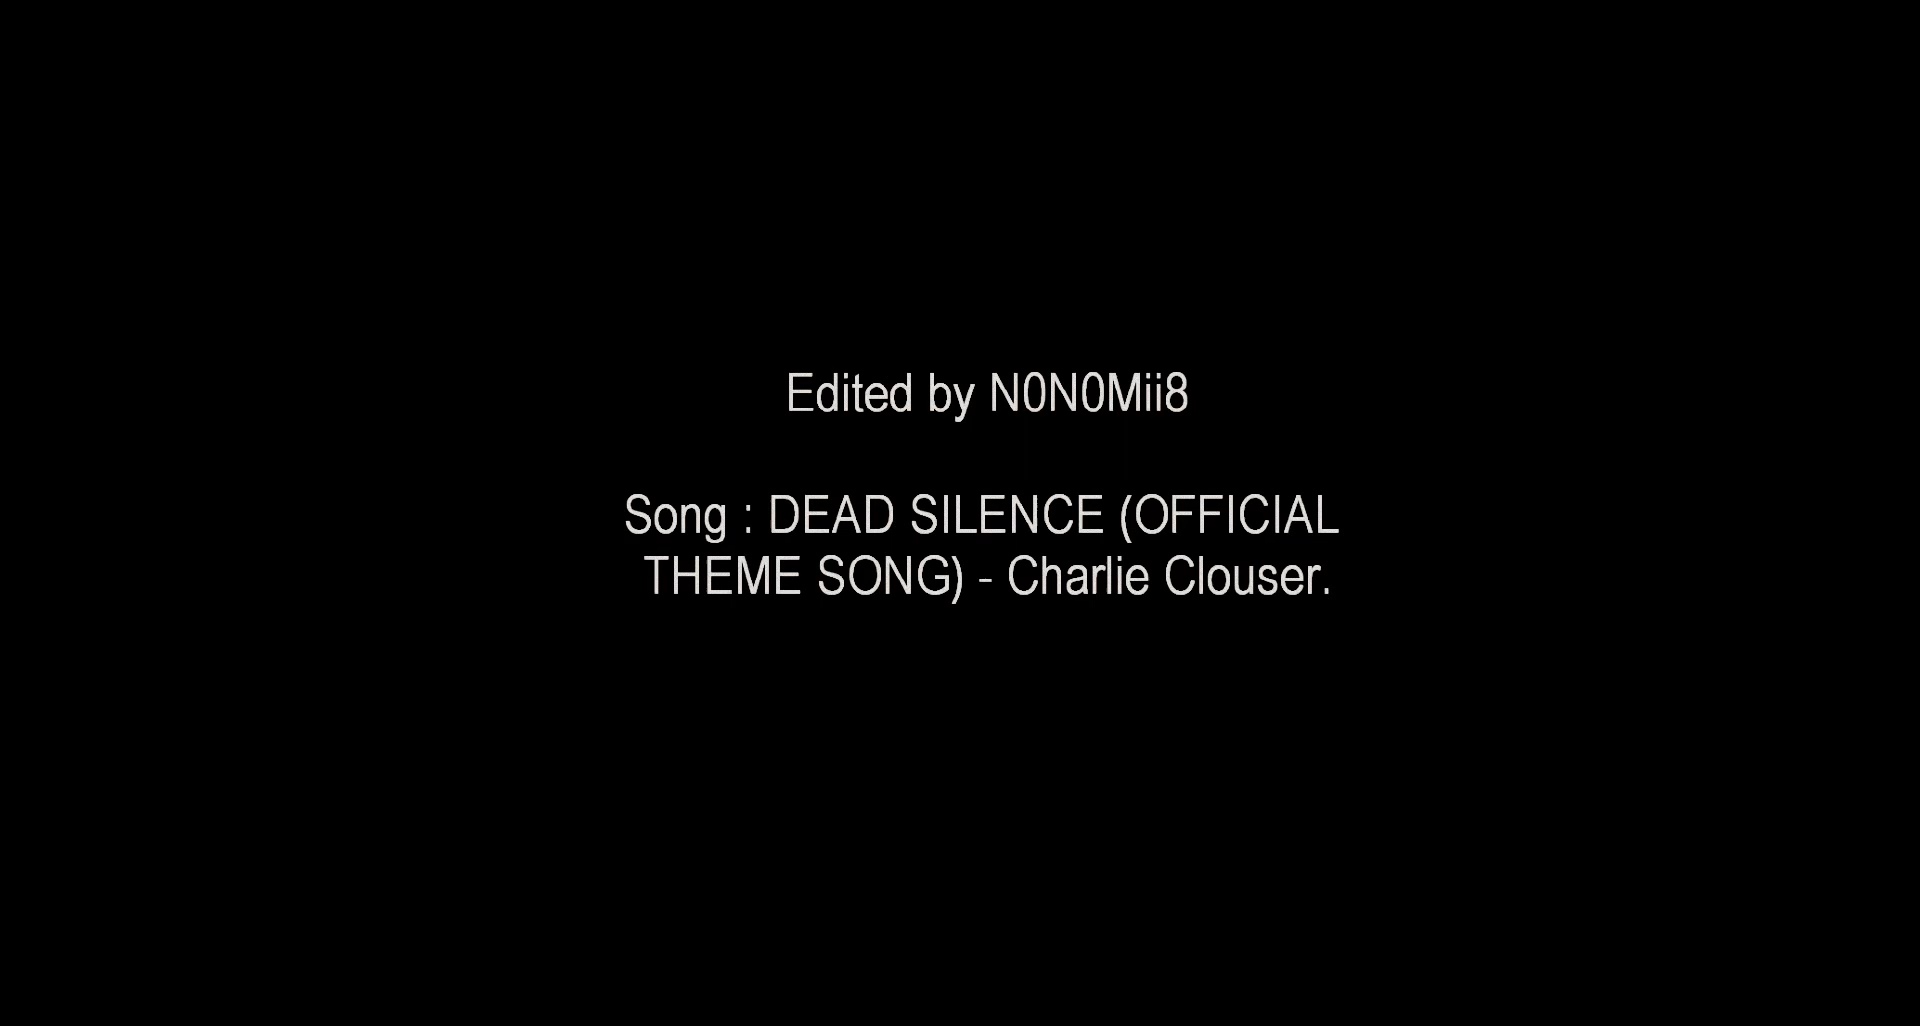 Edited by N0N0Mii8
Song : DEAD SILENCE (OFFICIAL
THEME SONG) - Charlie Clouser.